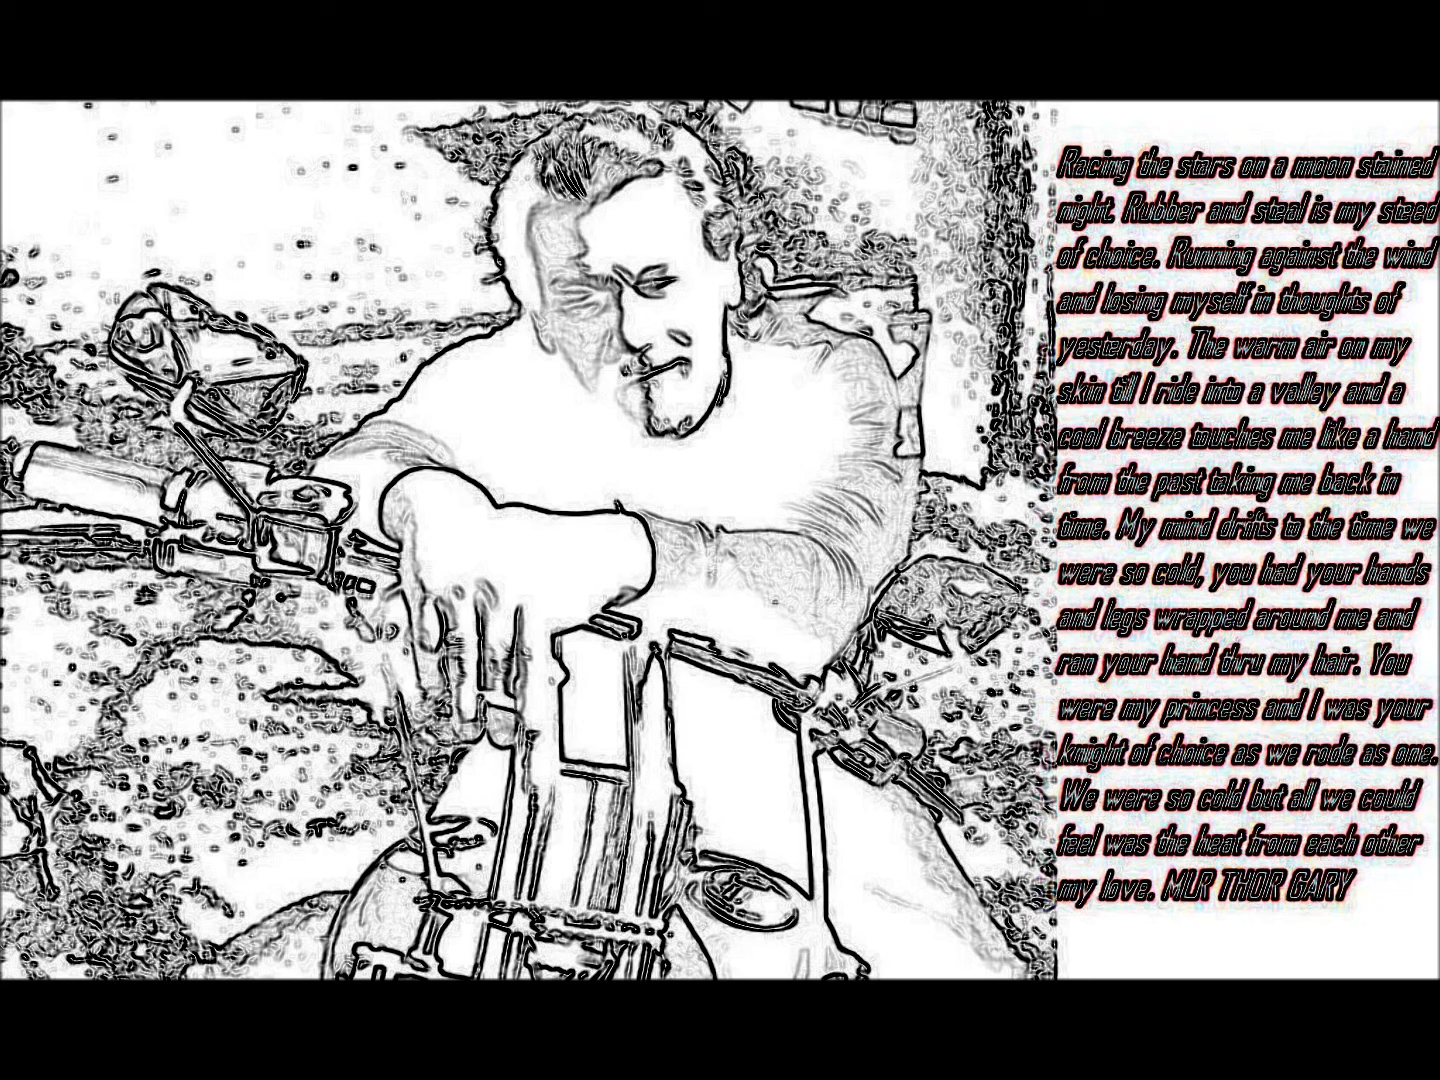 Racing the stars on a moon stained
night. Rubber and steal is my steed
of choice. Running against the wind
and losing myself in thoughts of
yesterday. The warm air on my
skin till I ride into a valley and a
cool breeze touches me like a hand
from the past taking me back in
time. My mind drifts to the time we
were so cold, you had your hands
and legs wrapped around me and
ran your hand thru my hair. You
were my princess and I was your
knight of choice as we rode as one.
We were so cold but all we could
feel was the heat from each other
my love. MLR THOR GARY